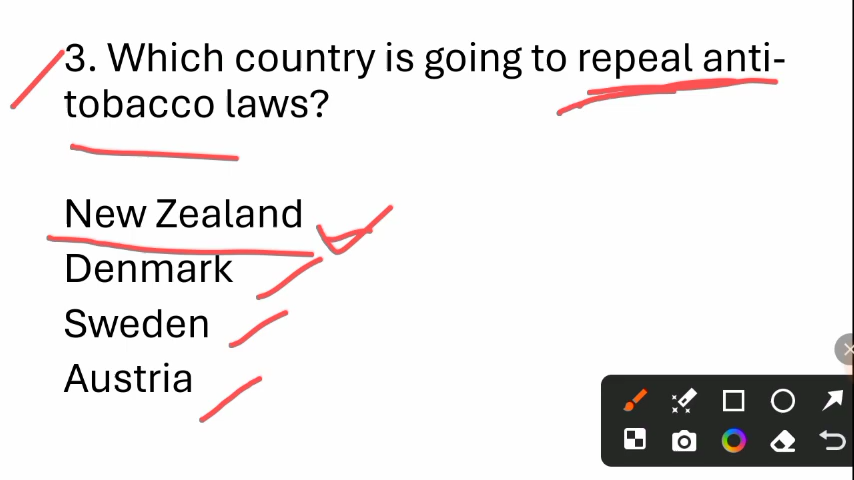 3. Which country is going to repeal anti-
tobacco laws?
New Zealand
Denmark
Sweden
Austria